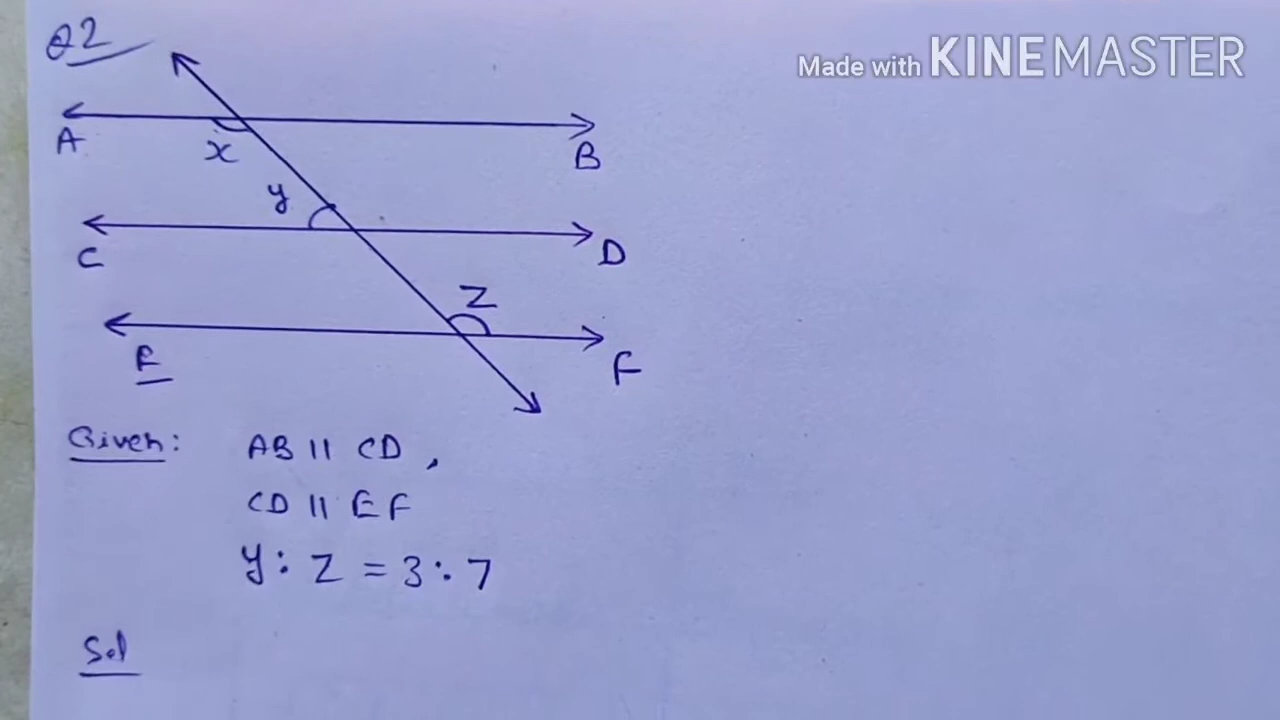 Q2
Made with KINEMASTER
A
x
B
y
C
D
Z
E
F
Given: AB || CD,
CD || EF
y : z = 3 : 7
Sol